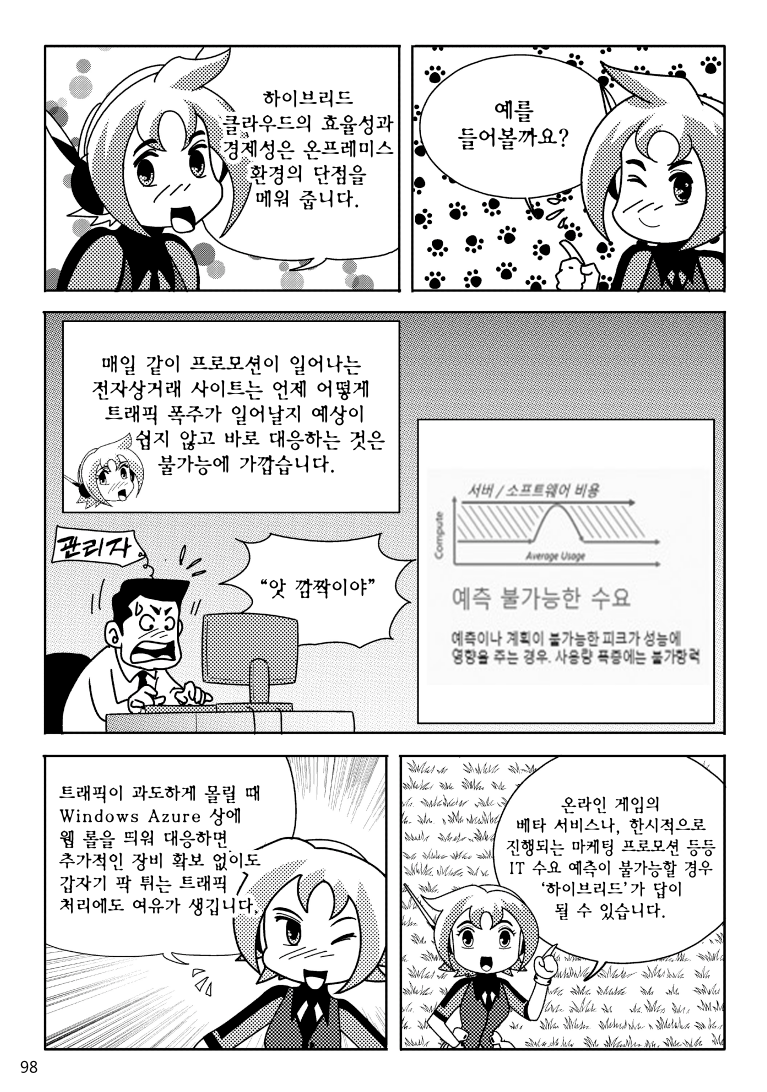 하이브리드
클라우드의 효율성과
경제성은 온프레미스
환경의 단점을
메워 줍니다.
예를
들어볼까요?
매일 같이 프로모션이 일어나는
전자상거래 사이트는 언제 어떻게
트래픽 폭주가 일어날지 예상이
쉽지 않고 바로 대응하는 것은
불가능에 가깝습니다.
관리자
“앗 깜짝이야”
서버 / 소프트웨어 비용
Compute
Average Usage
예측 불가능한 수요
예측이나 계획이 불가능한 피크가 성능에
영향을 주는 경우. 사용량 폭증에는 불가항력
트래픽이 과도하게 몰릴 때
Windows Azure 상에
웹 롤을 띄워 대응하면
추가적인 장비 확보 없이도
갑자기 팍 튀는 트래픽
처리에도 여유가 생깁니다.
온라인 게임의
베타 서비스나, 한시적으로
진행되는 마케팅 프로모션 등등
IT 수요 예측이 불가능할 경우
‘하이브리드’가 답이
될 수 있습니다.
98